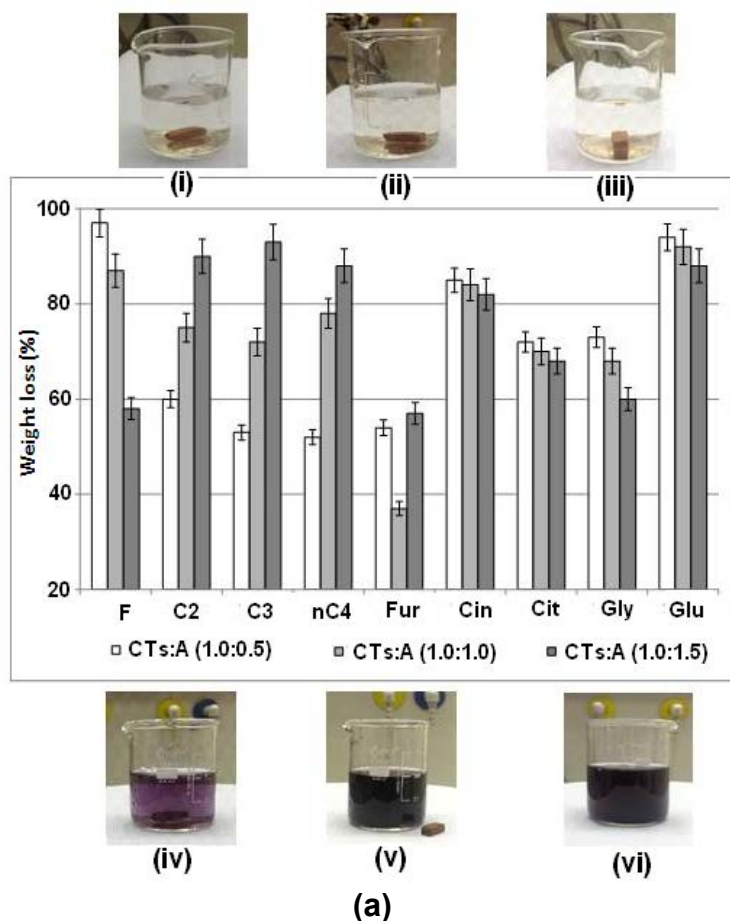 (i) (ii) (iii)
100
80
60
40
20
Weight loss (%)
F C2 C3 nC4 Fur Cin Cit Gly Glu
CTs:A (1.0:0.5) CTs:A (1.0:1.0) CTs:A (1.0:1.5)
(iv) (v) (vi)
(a)